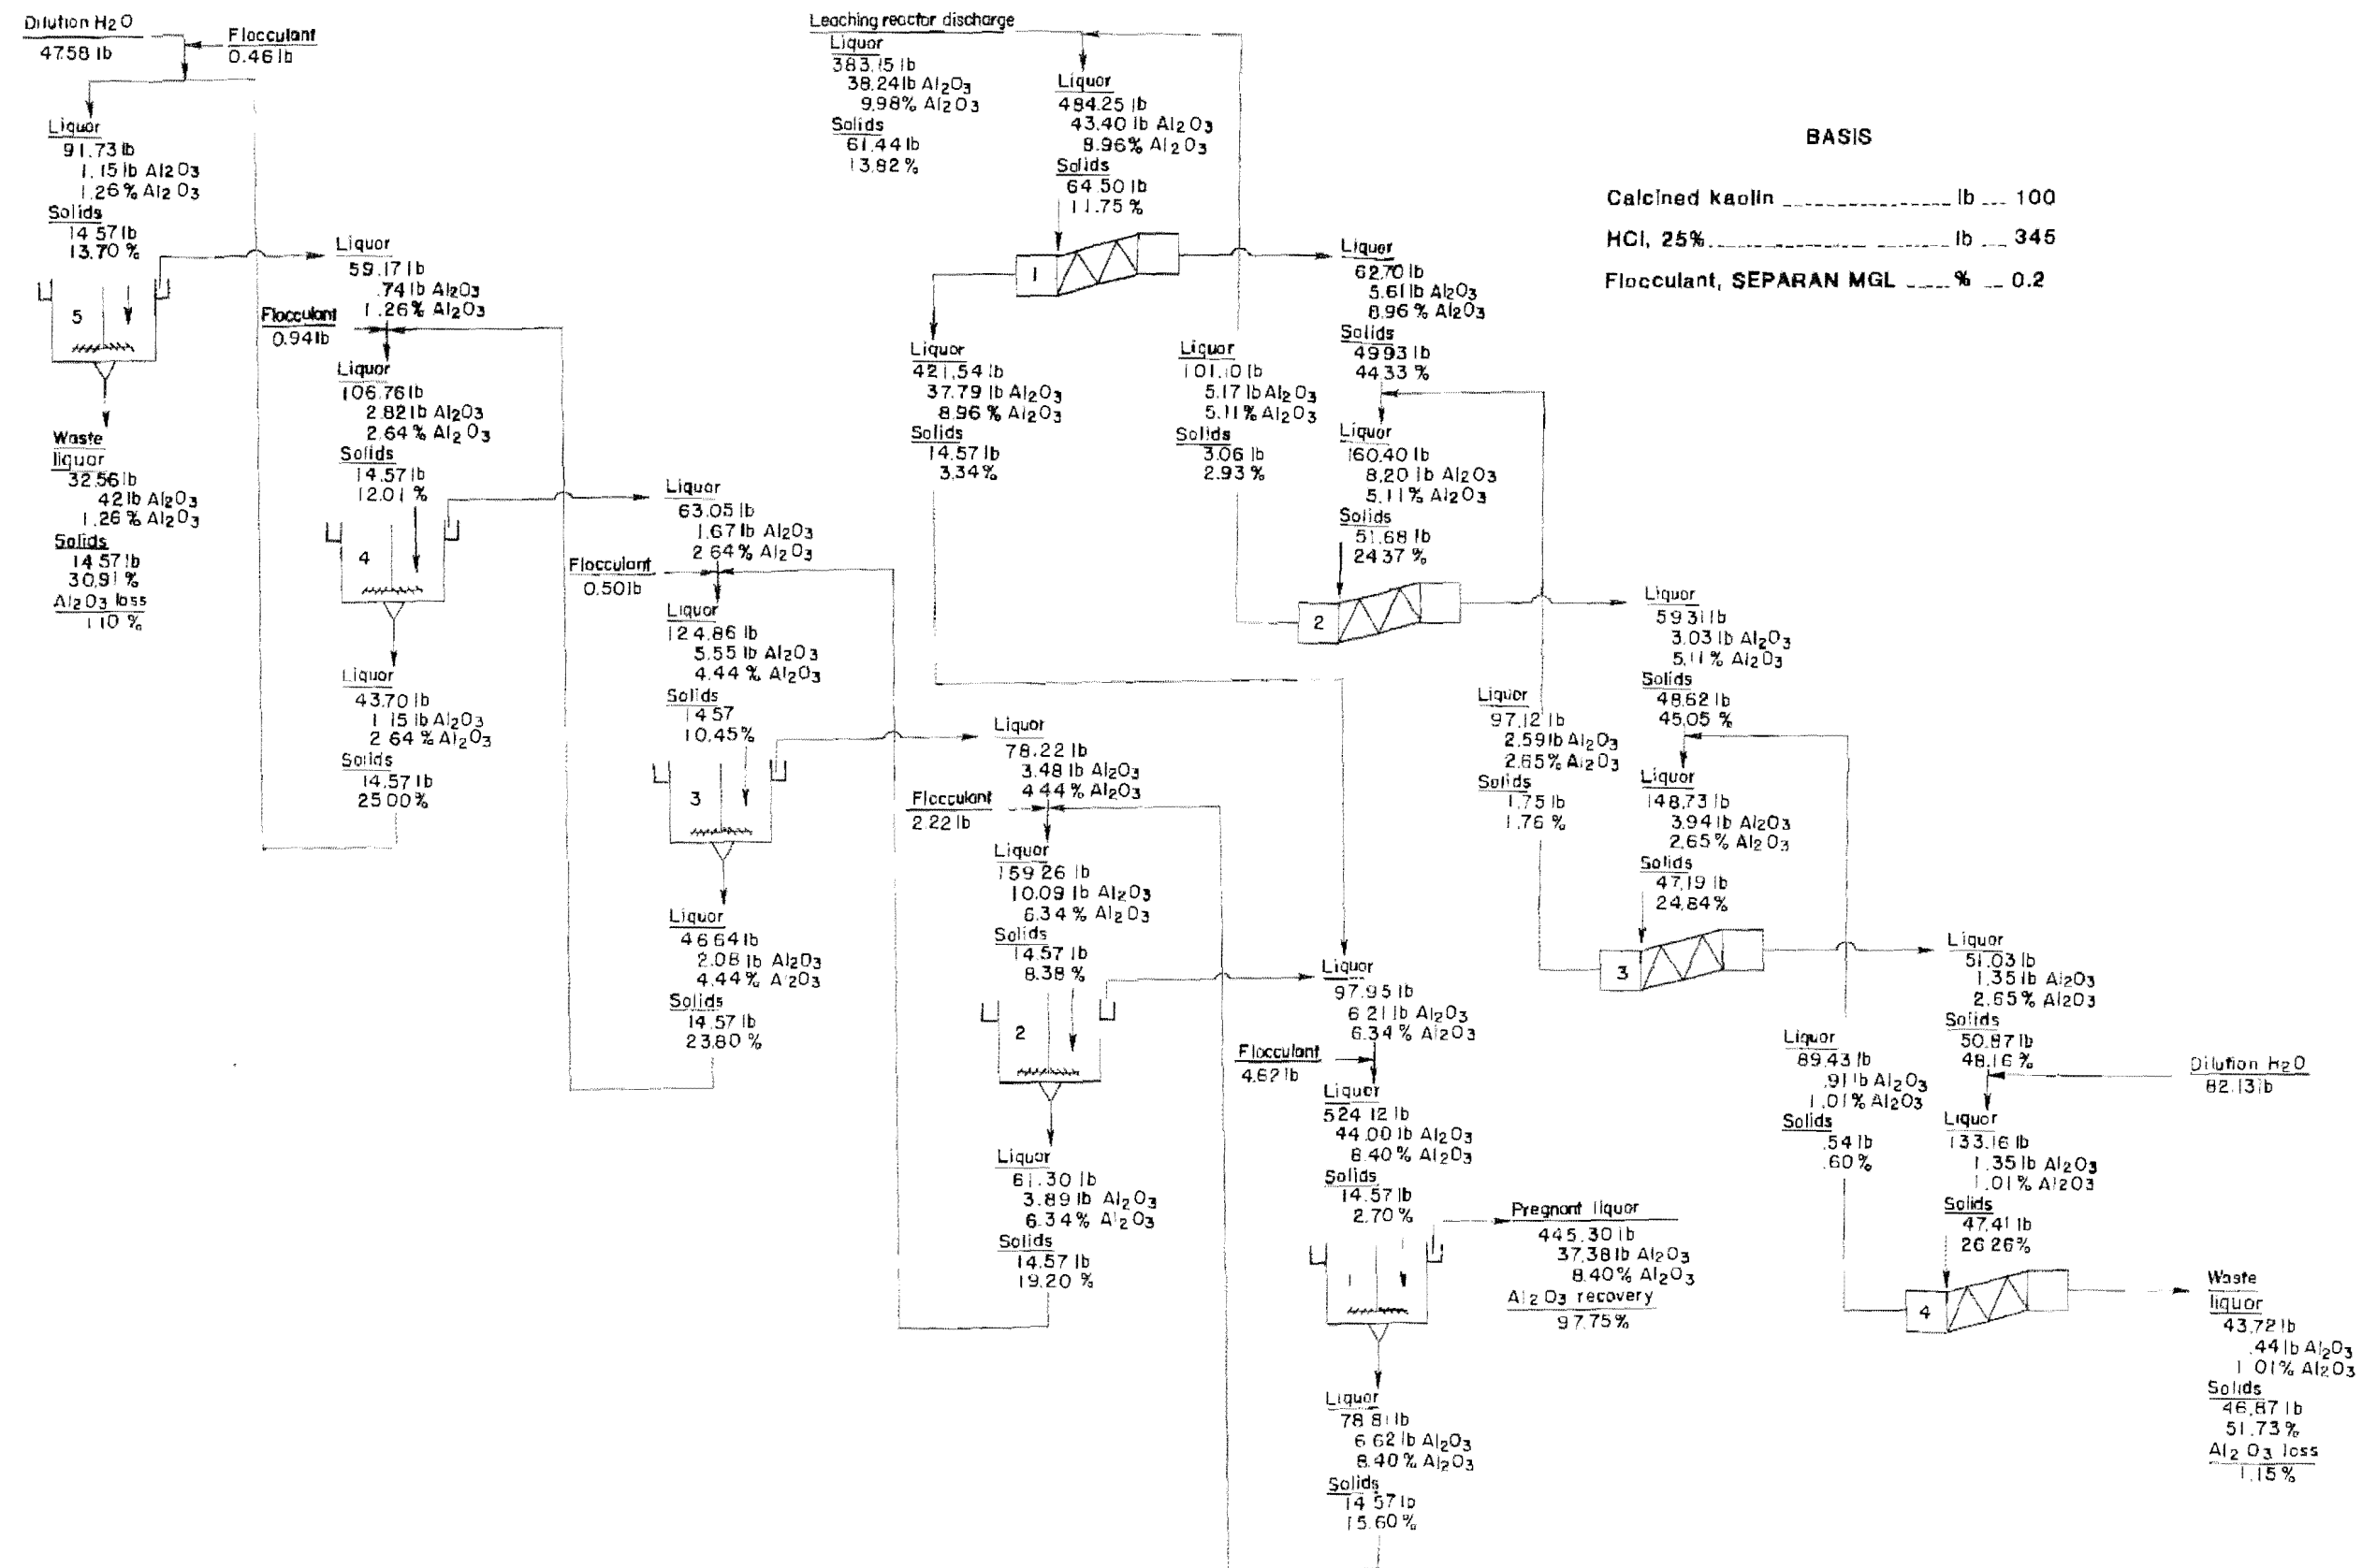 Dilution H2O
47.58 lb
Flocculant
0.46 lb
Liquor
91.73 lb
1.15 lb Al2O3
1.26 % Al2O3
Solids
14.57 lb
13.70 %
5
Waste
liquor
32.56 lb
.42 lb Al2O3
1.26 % Al2O3
Solids
14.57 lb
30.91 %
Al2O3 loss
1.10 %
Liquor
59.17 lb
.74 lb Al2O3
1.26% Al2O3
Flocculant
0.94 lb
Liquor
106.76 lb
2.82 lb Al2O3
2.64 % Al2O3
Solids
14.57 lb
12.01 %
4
Liquor
43.70 lb
1.15 lb Al2O3
2.64 % Al2O3
Solids
14.57 lb
25.00 %
Liquor
63.05 lb
1.67 lb Al2O3
2.64 % Al2O3
Flocculant
0.50 lb
Liquor
124.86 lb
5.55 lb Al2O3
4.44 % Al2O3
Solids
14.57
10.45 %
3
Liquor
46.64 lb
2.08 lb Al2O3
4.44 % Al2O3
Solids
14.57 lb
23.80 %
Liquor
78.22 lb
3.48 lb Al2O3
4.44 % Al2O3
Flocculant
2.22 lb
Liquor
159.26 lb
10.09 lb Al2O3
6.34 % Al2O3
Solids
14.57 lb
8.38 %
2
Liquor
61.30 lb
3.89 lb Al2O3
6.34 % Al2O3
Solids
14.57 lb
19.20 %
Leaching reactor discharge
Liquor
383.15 lb
38.24 lb Al2O3
9.98% Al2O3
Solids
61.44 lb
13.82 %
Liquor
484.25 lb
43.40 lb Al2O3
8.96% Al2O3
Solids
64.50 lb
11.75 %
1
Liquor
421.54 lb
37.79 lb Al2O3
8.96 % Al2O3
Solids
14.57 lb
3.34 %
Liquor
101.10 lb
5.17 lb Al2O3
5.11% Al2O3
Solids
3.06 lb
2.93 %
Liquor
62.70 lb
5.61 lb Al2O3
8.96 % Al2O3
Solids
49.93 lb
44.33 %
Liquor
160.40 lb
8.20 lb Al2O3
5.11% Al2O3
Solids
51.68 lb
24.37 %
2
Liquor
97.12 lb
2.59 lb Al2O3
2.65% Al2O3
Solids
1.75 lb
1.76 %
Liquor
59.31 lb
3.03 lb Al2O3
5.11 % Al2O3
Solids
48.62 lb
45.05 %
Liquor
148.73 lb
3.94 lb Al2O3
2.65 % Al2O3
Solids
47.19 lb
24.84%
3
Liquor
51.03 lb
1.35 lb Al2O3
2.65 % Al2O3
Solids
50.87 lb
48.16 %
Liquor
89.43 lb
.91 lb Al2O3
1.01% Al2O3
Solids
.54 lb
.60 %
Dilution H2O
82.13 lb
Liquor
133.16 lb
1.35 lb Al2O3
1.01 % Al2O3
Solids
47.41 lb
26.26 %
4
Waste
liquor
43.72 lb
.44 lb Al2O3
1.01% Al2O3
Solids
46.87 lb
51.73 %
Al2O3 loss
1.15 %
Liquor
97.95 lb
6.21 lb Al2O3
6.34 % Al2O3
Flocculant
4.62 lb
Liquor
524.12 lb
44.00 lb Al2O3
8.40 % Al2O3
Solids
14.57 lb
2.70 %
1
Pregnant liquor
445.30 lb
37.38 lb Al2O3
8.40 % Al2O3
Al2O3 recovery
97.75%
Liquor
78.81 lb
6.62 lb Al2O3
8.40 % Al2O3
Solids
14.57 lb
15.60 %
BASIS
Calcined kaolin lb 100
HCl, 25% lb 345
Flocculant, SEPARAN MGL % 0.2